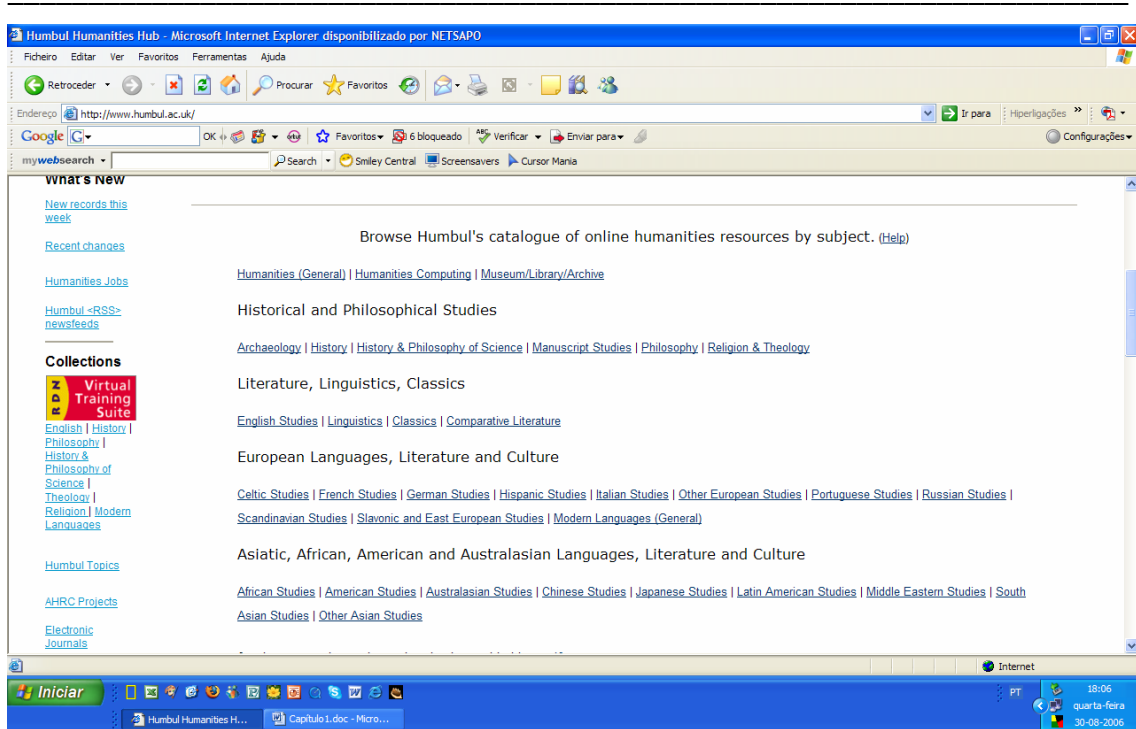 Humbul Humanities Hub - Microsoft Internet Explorer disponibilizado por NETSAPO
Ficheiro Editar Ver Favoritos Ferramentas Ajuda
Retroceder Procurar Favoritos
Endereço http://www.humbul.ac.uk/ Ir para Hiperligações »
Google G OK 6 Favoritos 6 bloqueado ABC Verificar Enviar para Configurações
mywebsearch Search Smiley Central Screensavers Cursor Mania
What's New
New records this
week
Recent changes
Humanities Jobs
Humbul <RSS>
newsfeeds
Collections
RDN Virtual
Training
Suite
English | History |
Philosophy |
History &
Philosophy of
Science |
Theology |
Religion | Modern
Languages
Humbul Topics
AHRC Projects
Electronic
Journals
Browse Humbul's catalogue of online humanities resources by subject. (Help)
Humanities (General) | Humanities Computing | Museum/Library/Archive
Historical and Philosophical Studies
Archaeology | History | History & Philosophy of Science | Manuscript Studies | Philosophy | Religion & Theology
Literature, Linguistics, Classics
English Studies | Linguistics | Classics | Comparative Literature
European Languages, Literature and Culture
Celtic Studies | French Studies | German Studies | Hispanic Studies | Italian Studies | Other European Studies | Portuguese Studies | Russian Studies |
Scandinavian Studies | Slavonic and East European Studies | Modern Languages (General)
Asiatic, African, American and Australasian Languages, Literature and Culture
African Studies | American Studies | Australasian Studies | Chinese Studies | Japanese Studies | Latin American Studies | Middle Eastern Studies | South
Asian Studies | Other Asian Studies
Internet
Iniciar PT 18:06
Humbul Humanities H... Capítulo1.doc - Micro... quarta-feira
30-08-2006